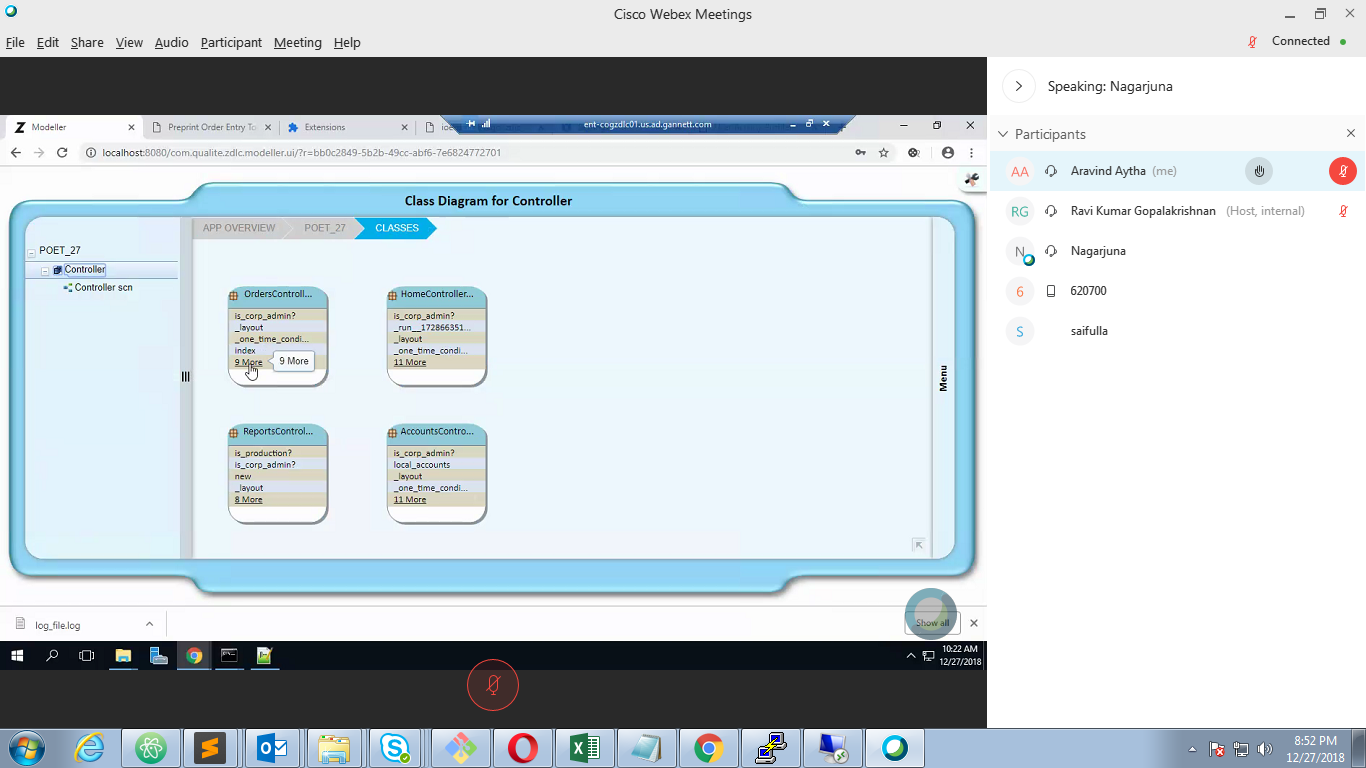 Cisco Webex Meetings
File Edit Share View Audio Participant Meeting Help
Connected
Speaking: Nagarjuna
Participants
AA Aravind Aytha (me)
RG Ravi Kumar Gopalakrishnan (Host, internal)
N Nagarjuna
6 620700
S saifulla
Modeller
Preprint Order Entry To
Extensions
ent-cogzdlc01.us.ad.gannett.com
localhost:8080/com.qualite.zdlc.modeller.ui/?r=bb0c2849-5b2b-49cc-abf6-7e6824772701
Class Diagram for Controller
APP OVERVIEW POET_27 CLASSES
POET_27
Controller
Controller scn
OrdersControll...
is_corp_admin?
_layout
_one_time_condi...
index
9 More
9 More
HomeController...
is_corp_admin?
_run__172866351...
_layout
_one_time_condi...
11 More
ReportsControl...
is_production?
is_corp_admin?
new
_layout
8 More
AccountsContro...
is_corp_admin?
local_accounts
_layout
_one_time_condi...
11 More
Menu
log_file.log
Show all
10:22 AM
12/27/2018
8:52 PM
12/27/2018